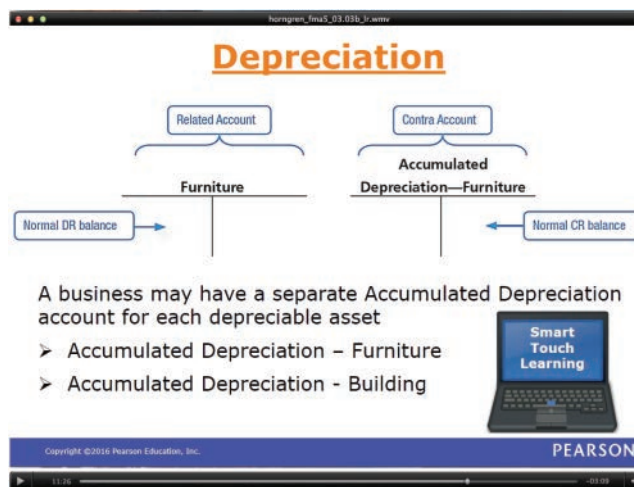 horngren_fma5_03.03b_lr.wmv
Depreciation
Related Account
Contra Account
Accumulated
Furniture
Depreciation—Furniture
Normal DR balance
Normal CR balance
A business may have a separate Accumulated Depreciation
account for each depreciable asset
➢ Accumulated Depreciation – Furniture
➢ Accumulated Depreciation - Building
Smart
Touch
Learning
Copyright ©2016 Pearson Education, Inc.
PEARSON
11:26
-03:09